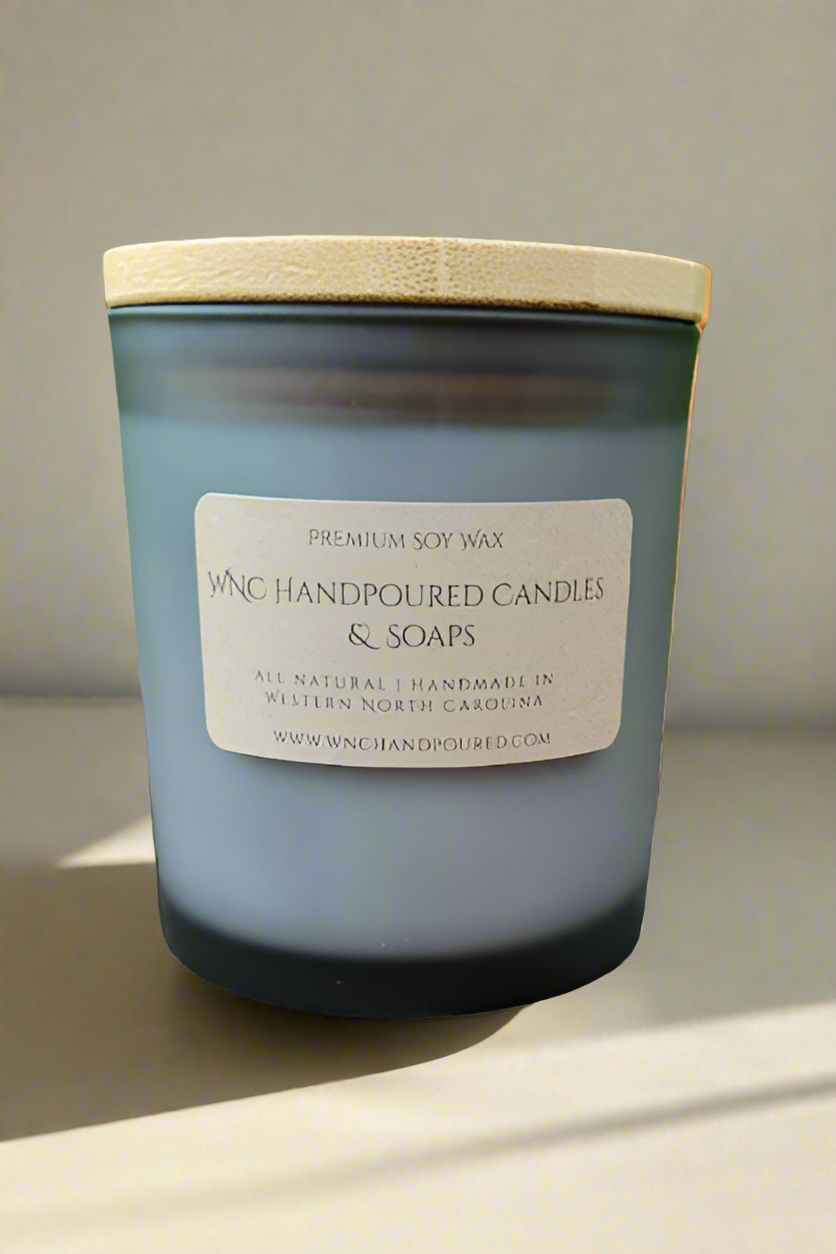 PREMIUM SOY WAX
WNC HANDPOURED CANDLES
& SOAPS
ALL NATURAL | HANDMADE IN
WESTERN NORTH CAROLINA
WWW.WNCHANDPOURED.COM